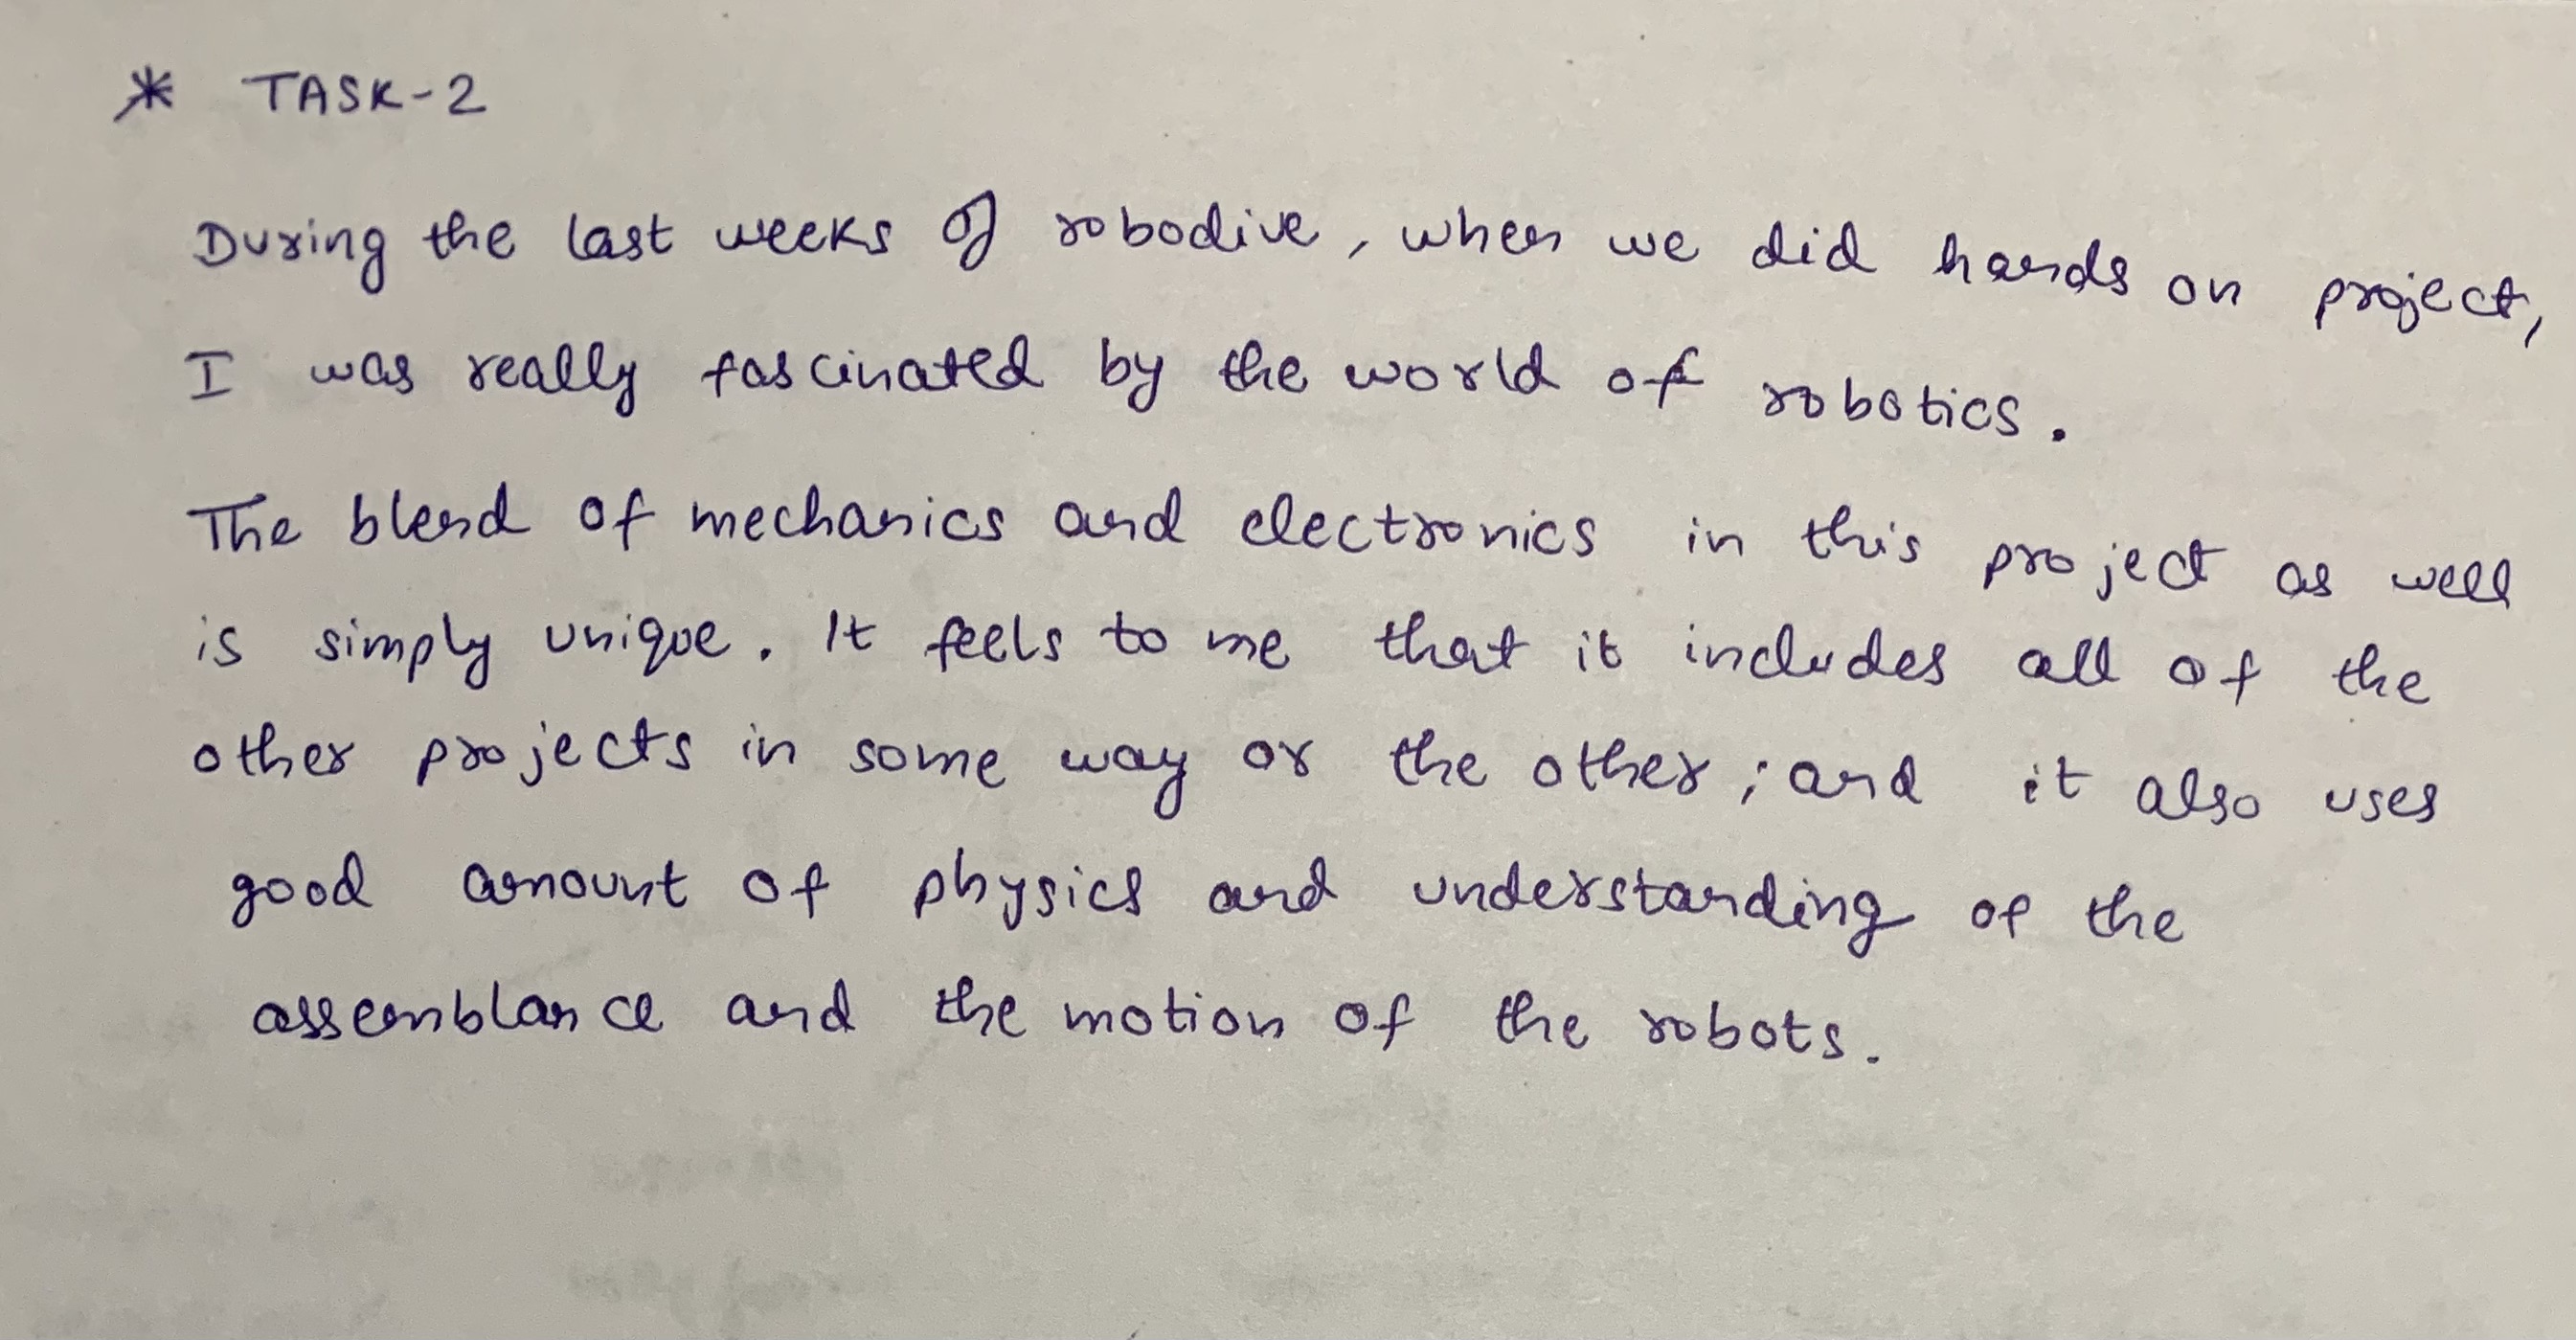 * TASK-2
During the last weeks of robodive, when we did hands on project,
I was really fascinated by the world of robotics.
The blend of mechanics and electronics in this project as well
is simply unique. It feels to me that it includes all of the
other projects in some way or the other; and it also uses
good amount of physics and understanding of the
assemblance and the motion of the robots.